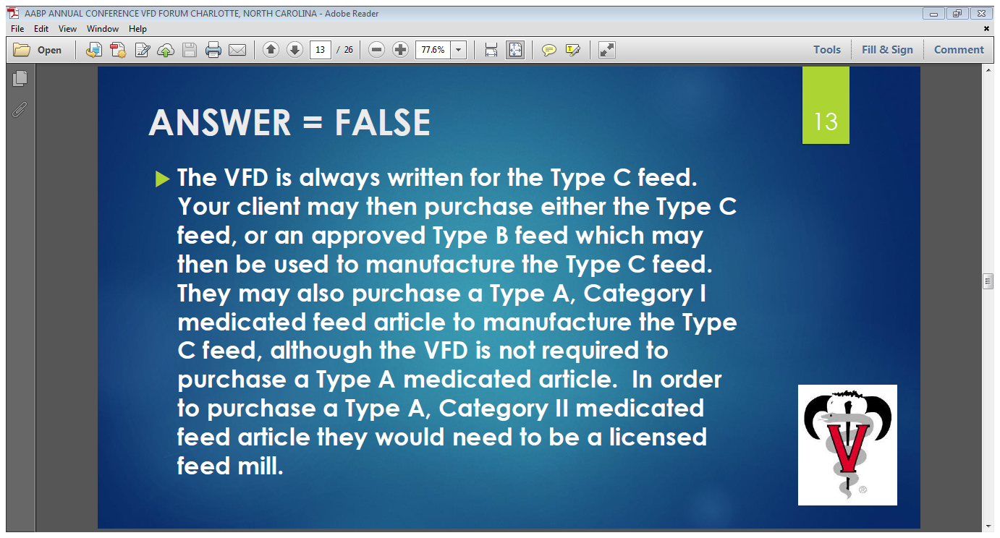 AABP ANNUAL CONFERENCE VFD FORUM CHARLOTTE, NORTH CAROLINA - Adobe Reader
File Edit View Window Help
Open 13 / 26 77.6% Tools Fill & Sign Comment
13
ANSWER = FALSE
The VFD is always written for the Type C feed.
Your client may then purchase either the Type C
feed, or an approved Type B feed which may
then be used to manufacture the Type C feed.
They may also purchase a Type A, Category I
medicated feed article to manufacture the Type
C feed, although the VFD is not required to
purchase a Type A medicated article.  In order
to purchase a Type A, Category II medicated
feed article they would need to be a licensed
feed mill.
V
®